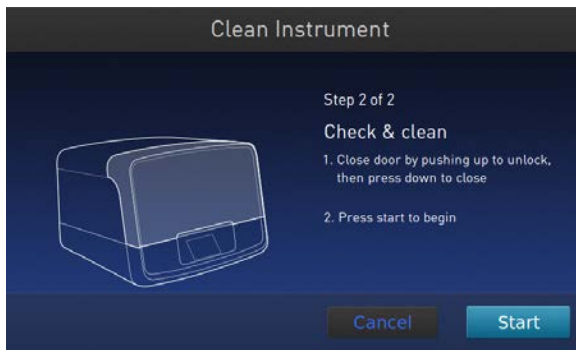 Clean Instrument
Step 2 of 2
Check & clean
1. Close door by pushing up to unlock,
then press down to close
2. Press start to begin
Cancel
Start